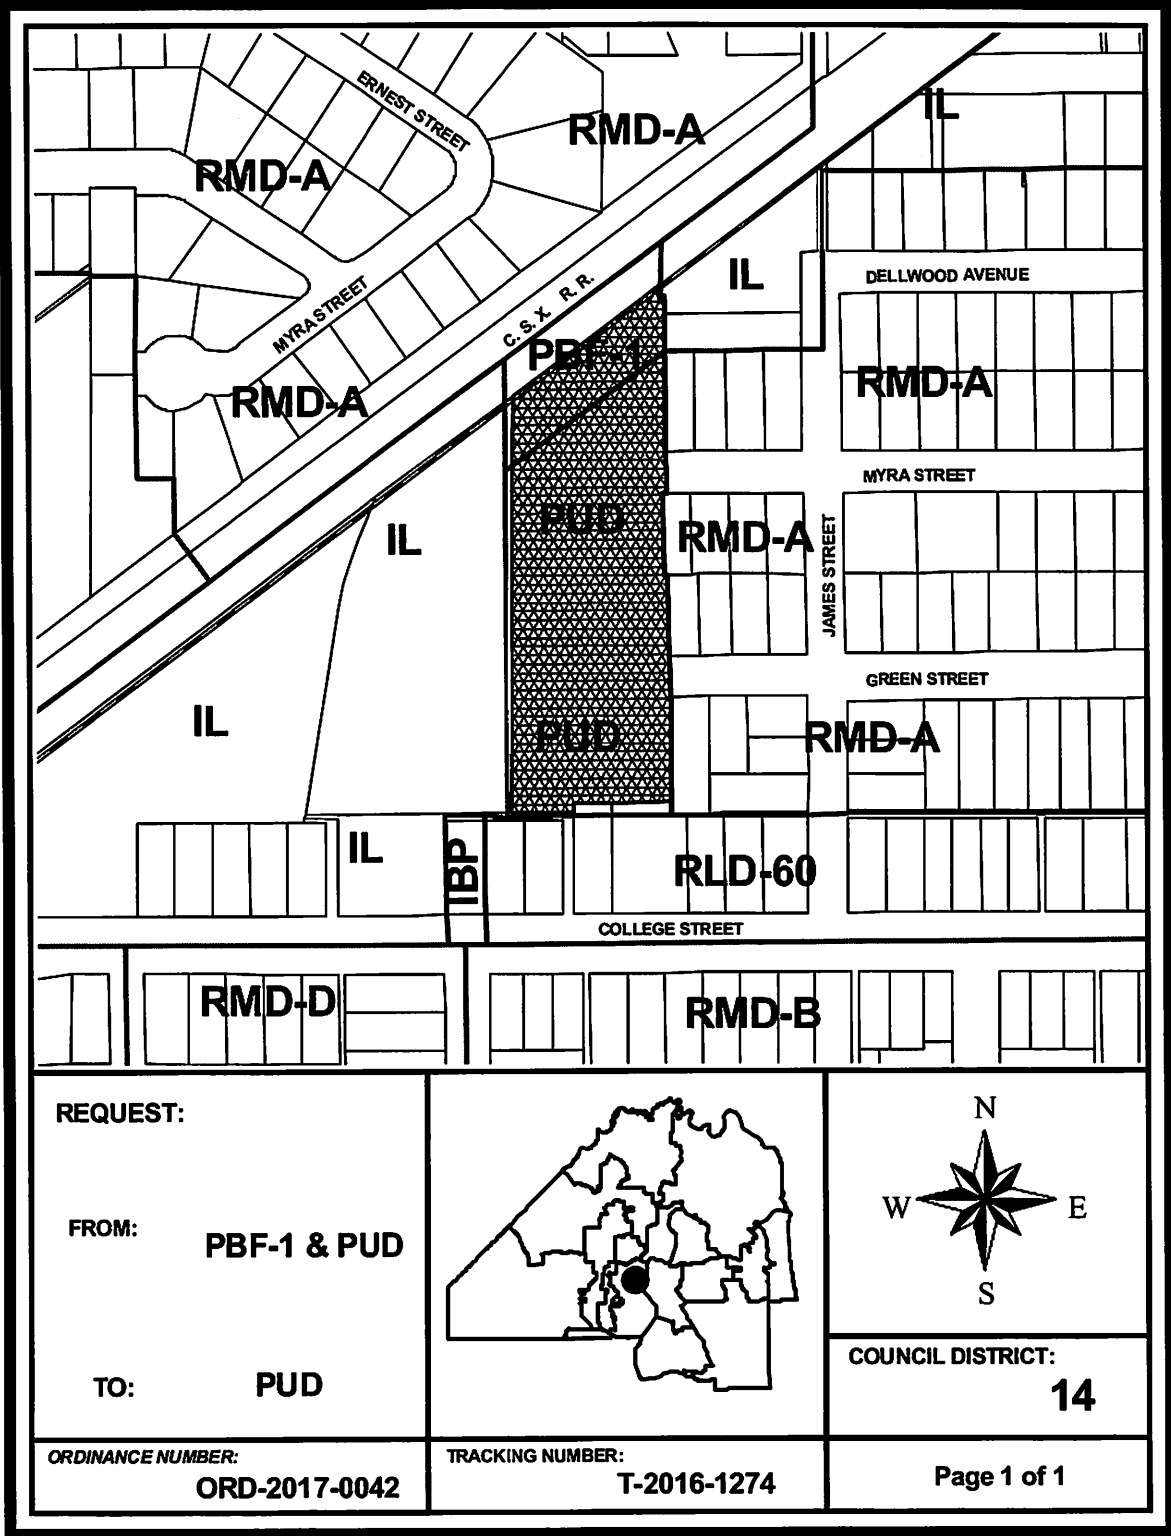 ERNEST STREET
RMD-A
IL
RMD-A
DELLWOOD AVENUE
IL
MYRA STREET
C. S. X. R. R.
PBF-1
RMD-A
RMD-A
MYRA STREET
PUD
RMD-A
IL
JAMES STREET
GREEN STREET
IL
PUD
RMD-A
IL
IBP
RLD-60
COLLEGE STREET
RMD-D
RMD-B
REQUEST:
FROM:
PBF-1 & PUD
TO:
PUD
N
W
E
S
COUNCIL DISTRICT:
14
ORDINANCE NUMBER:
ORD-2017-0042
TRACKING NUMBER:
T-2016-1274
Page 1 of 1